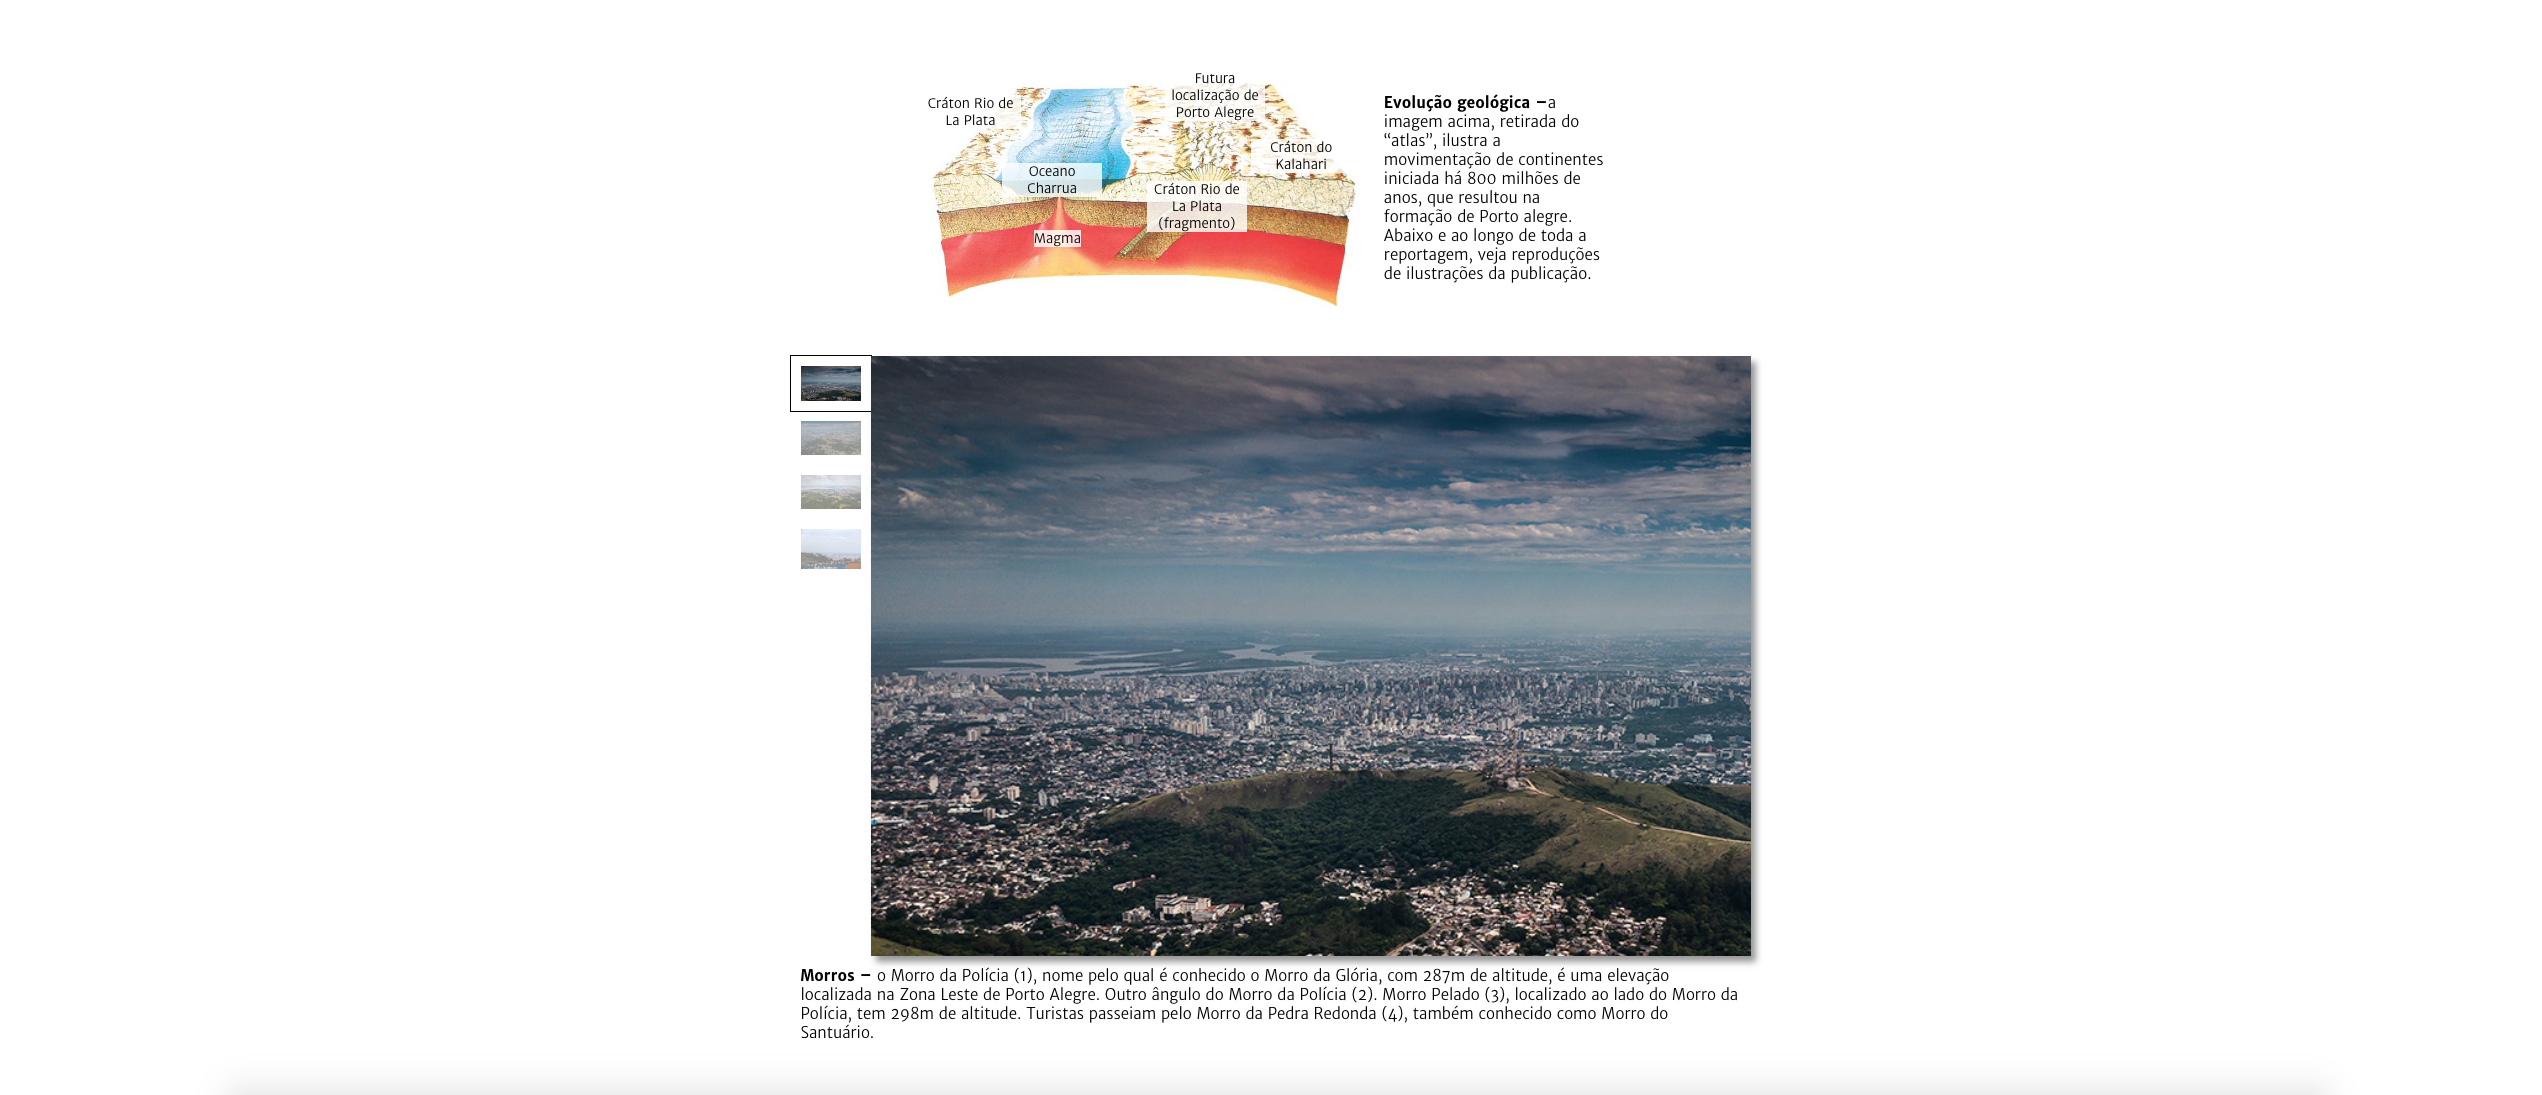 Futura
localização de
Porto Alegre
Cráton Rio de
La Plata
Cráton do
Kalahari
Oceano
Charrua
Cráton Rio de
La Plata
(fragmento)
Magma
Evolução geológica –a
imagem acima, retirada do
“atlas”, ilustra a
movimentação de continentes
iniciada há 800 milhões de
anos, que resultou na
formação de Porto alegre.
Abaixo e ao longo de toda a
reportagem, veja reproduções
de ilustrações da publicação.
Morros – o Morro da Polícia (1), nome pelo qual é conhecido o Morro da Glória, com 287m de altitude, é uma elevação
localizada na Zona Leste de Porto Alegre. Outro ângulo do Morro da Polícia (2). Morro Pelado (3), localizado ao lado do Morro da
Polícia, tem 298m de altitude. Turistas passeiam pelo Morro da Pedra Redonda (4), também conhecido como Morro do
Santuário.